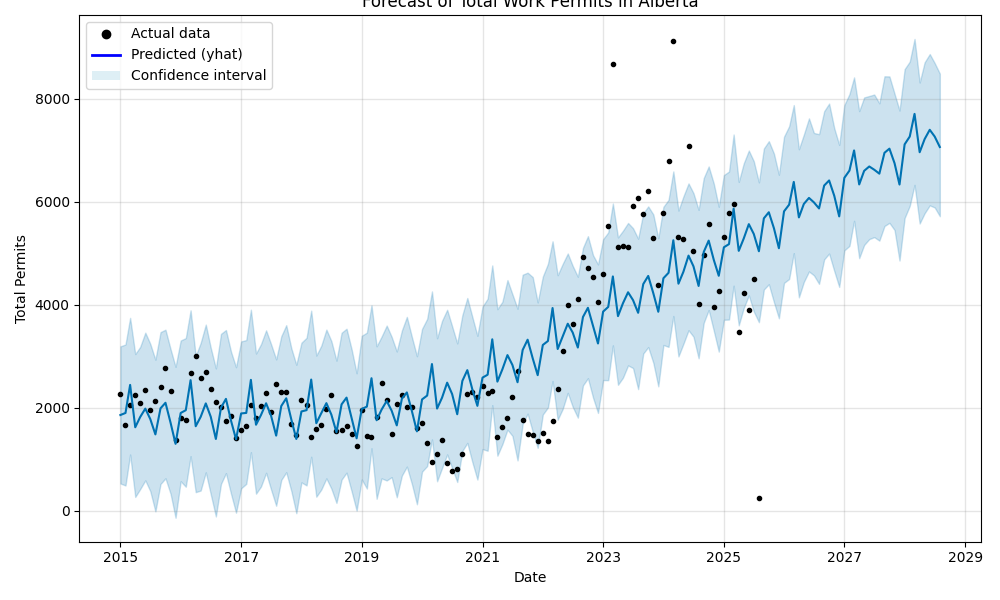 Forecast of Total Work Permits in Alberta
Actual data
Predicted (yhat)
Confidence interval
8000
6000
4000
2000
0
Total Permits
2015 2017 2019 2021 2023 2025 2027 2029
Date